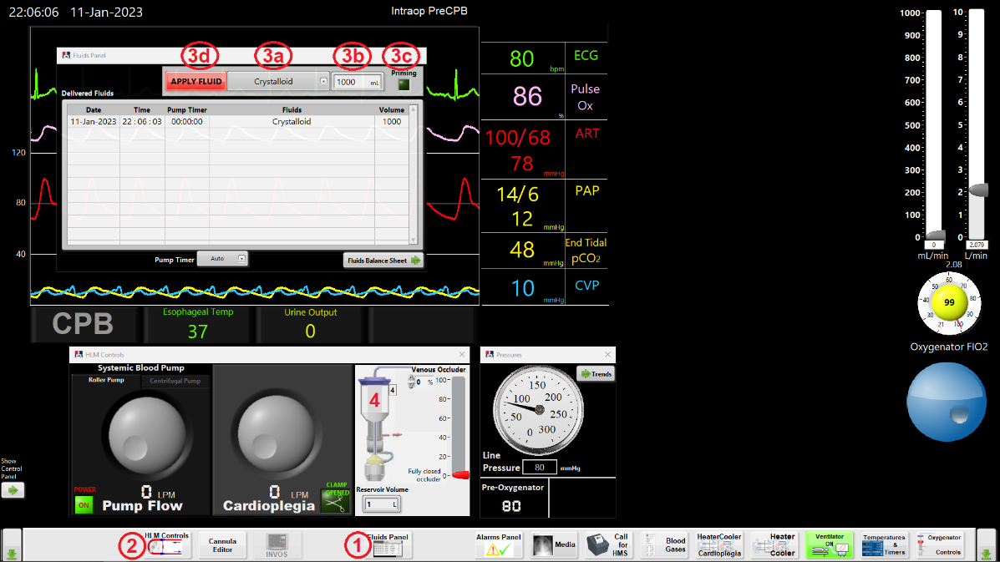 22:06:06 11-Jan-2023
Intraop PreCPB
Fluids Panel
3d 3a 3b 3c
APPLY FLUID Crystalloid 1000 mL Priming
Delivered Fluids
Date Time Pump Timer Fluids Volume
11-Jan-2023 22:06:03 00:00:00 Crystalloid 1000
Pump Timer Auto Fluids Balance Sheet
120
80
40
80 bpm ECG
86 % Pulse Ox
100/68
78 mmHg ART
14/6
12 mmHg PAP
48 mmHg End Tidal pCO2
10 mmHg CVP
CPB
Esophageal Temp
37
Urine Output
0
1000
900
800
700
600
500
400
300
200
100
0
0
mL/min
10
9
8
7
6
5
4
3
2
1
0
2.079
L/min
2.08
21 30 40 50 60 70 80 90 100
99
Oxygenator FIO2
HLM Controls
Systemic Blood Pump
Roller Pump Centrifugal Pump
POWER
ON
0 LPM
Pump Flow
0 LPM
Cardioplegia
CLAMP
OPENED
Venous Occluder
0 %
100
80
60
40
20
0
4
4
Fully closed
occluder
Reservoir Volume
1 L
Pressures
Trends
0 50 100 150 200 250 300
Line
Pressure 80 mmHg
Pre-Oxygenator
80
Show
Control
Panel
2 HLM Controls
Cannula
Editor
INVOS
1 Fluids Panel
Alarms Panel
Media
Call
for
HMS
Blood
Gases
HeaterCooler
Cardioplegia
Heater
Cooler
Ventilator
ON
Temperatures
&
Timers
Oxygenator
Controls